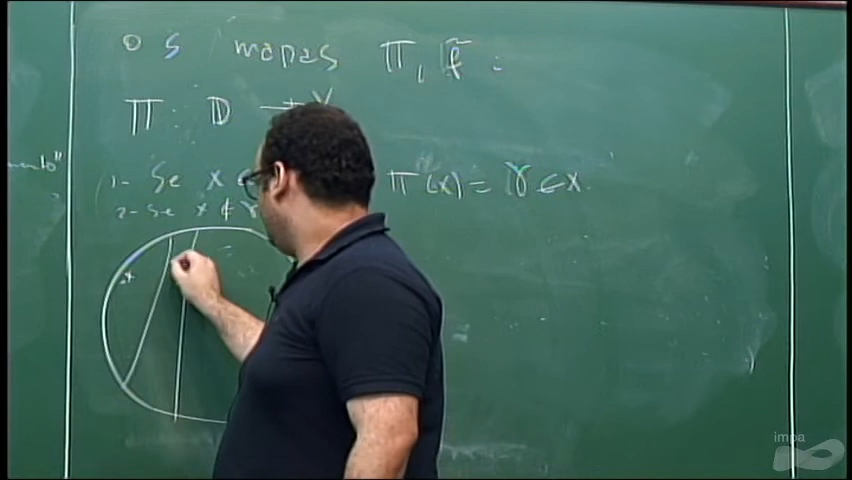 os mapas π, f̃ :
π : D → γ
1- Se x π(x) = γ ∈ x.
2- Se x ∉ γ
x
impa